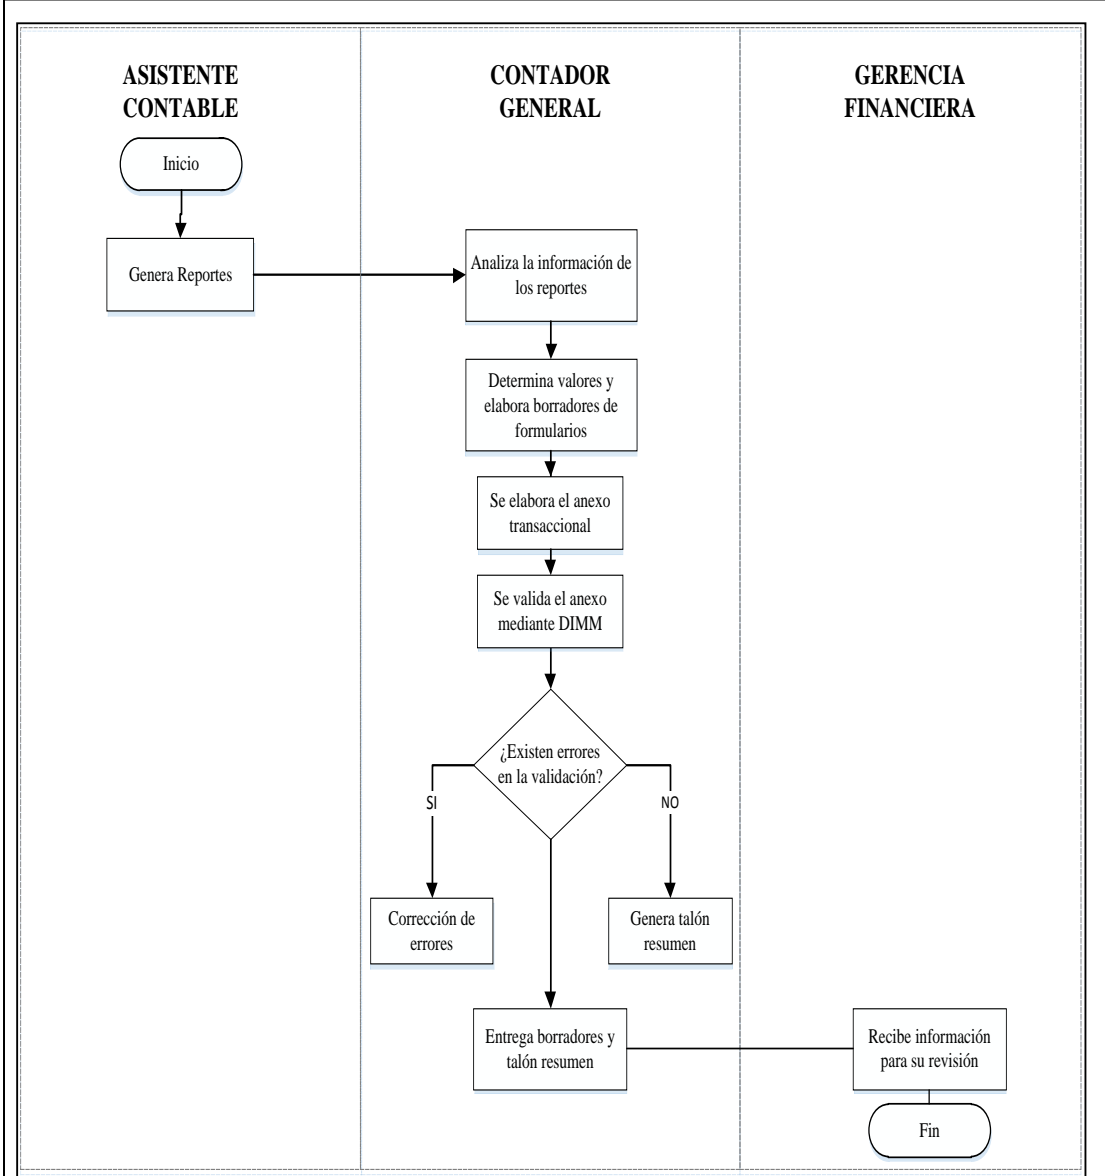 ASISTENTE
CONTABLE
CONTADOR
GENERAL
GERENCIA
FINANCIERA
Inicio
Genera Reportes
Analiza la información de
los reportes
Determina valores y
elabora borradores de
formularios
Se elabora el anexo
transaccional
Se valida el anexo
mediante DIMM
¿Existen errores
en la validación?
SI
NO
Corrección de
errores
Genera talón
resumen
Entrega borradores y
talón resumen
Recibe información
para su revisión
Fin